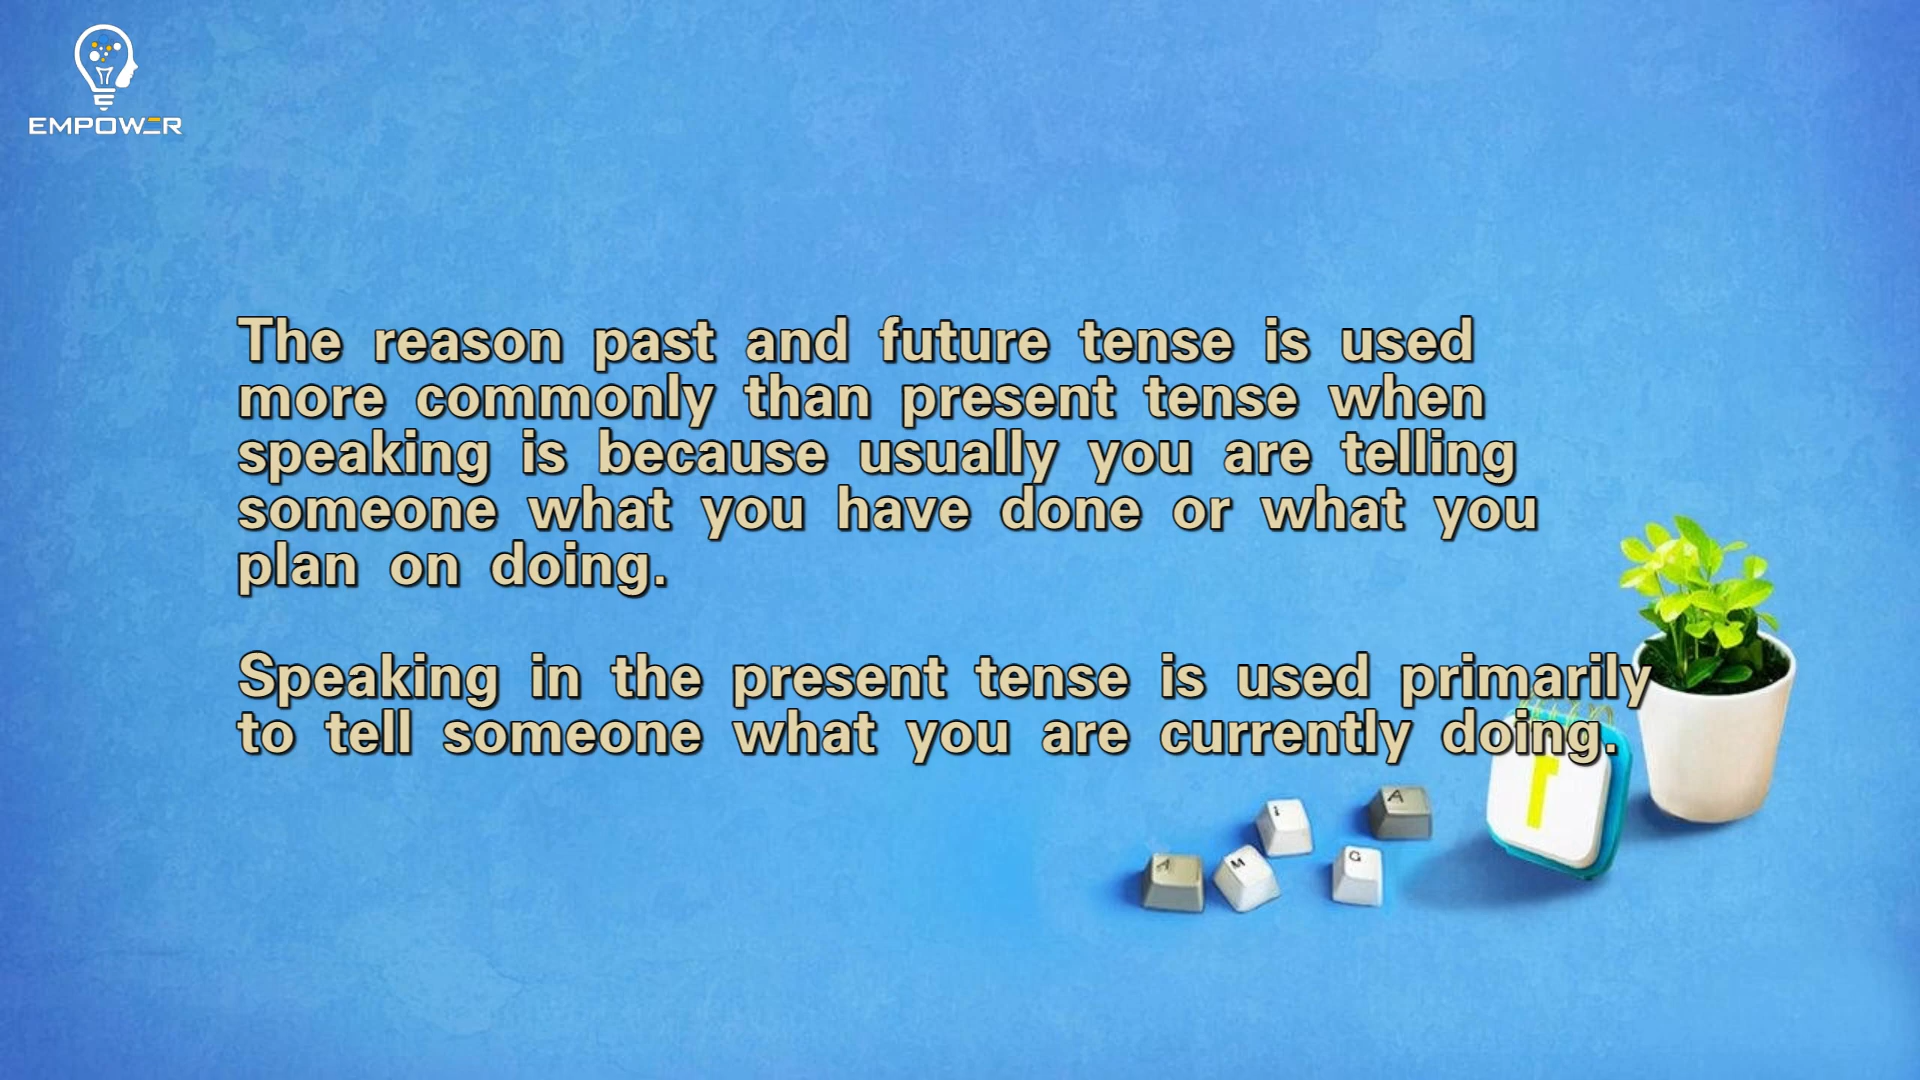 EMPOWER
The reason past and future tense is used
more commonly than present tense when
speaking is because usually you are telling
someone what you have done or what you
plan on doing.
Speaking in the present tense is used primarily
to tell someone what you are currently doing.
i
A
A
M
G